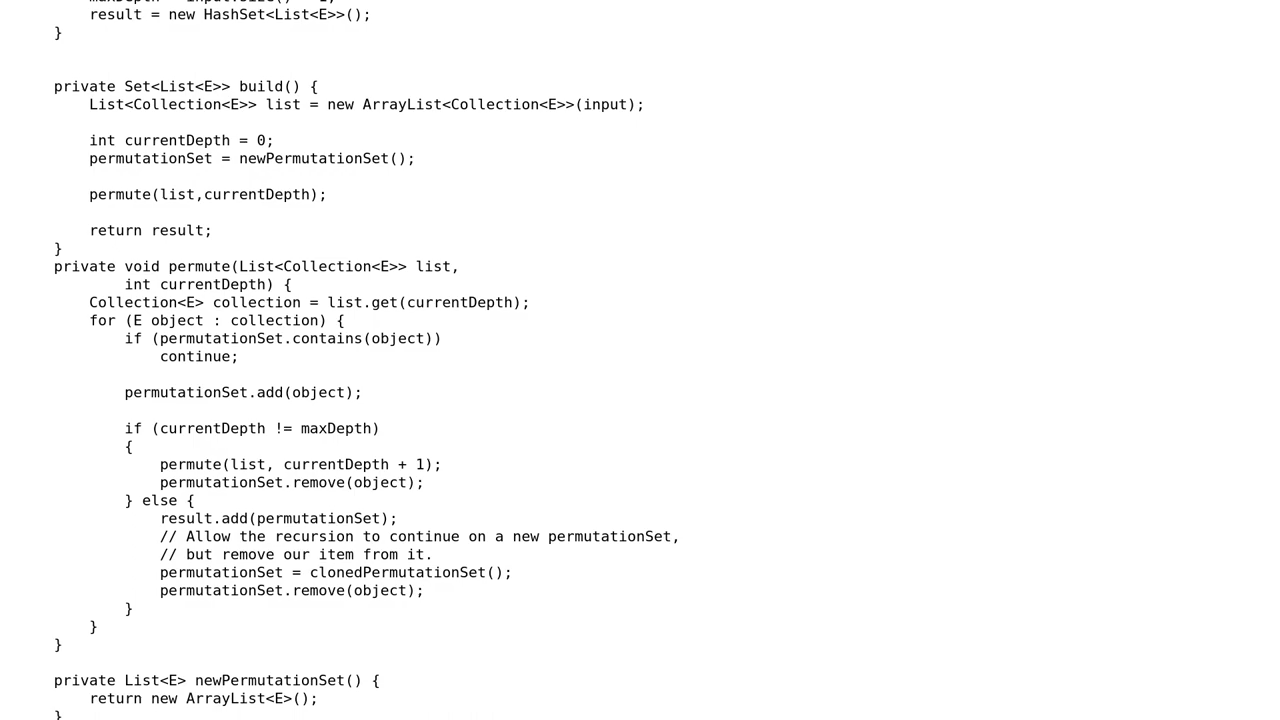 result = new HashSet<List<E>>();
}
private Set<List<E>> build() {
List<Collection<E>> list = new ArrayList<Collection<E>>(input);
int currentDepth = 0;
permutationSet = newPermutationSet();
permute(list,currentDepth);
return result;
}
private void permute(List<Collection<E>> list,
int currentDepth) {
Collection<E> collection = list.get(currentDepth);
for (E object : collection) {
if (permutationSet.contains(object))
continue;
permutationSet.add(object);
if (currentDepth != maxDepth)
{
permute(list, currentDepth + 1);
permutationSet.remove(object);
} else {
result.add(permutationSet);
// Allow the recursion to continue on a new permutationSet,
// but remove our item from it.
permutationSet = clonedPermutationSet();
permutationSet.remove(object);
}
}
}
private List<E> newPermutationSet() {
return new ArrayList<E>();
}